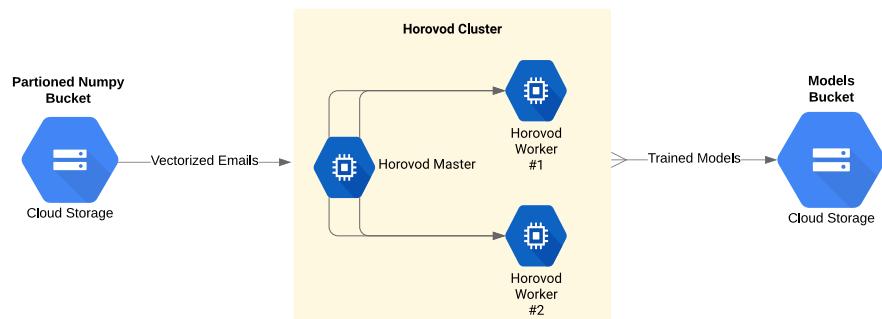 Horovod Cluster
Partioned Numpy
Bucket
Cloud Storage
Vectorized Emails
Horovod Master
Horovod
Worker
#1
Horovod
Worker
#2
Trained Models
Models
Bucket
Cloud Storage